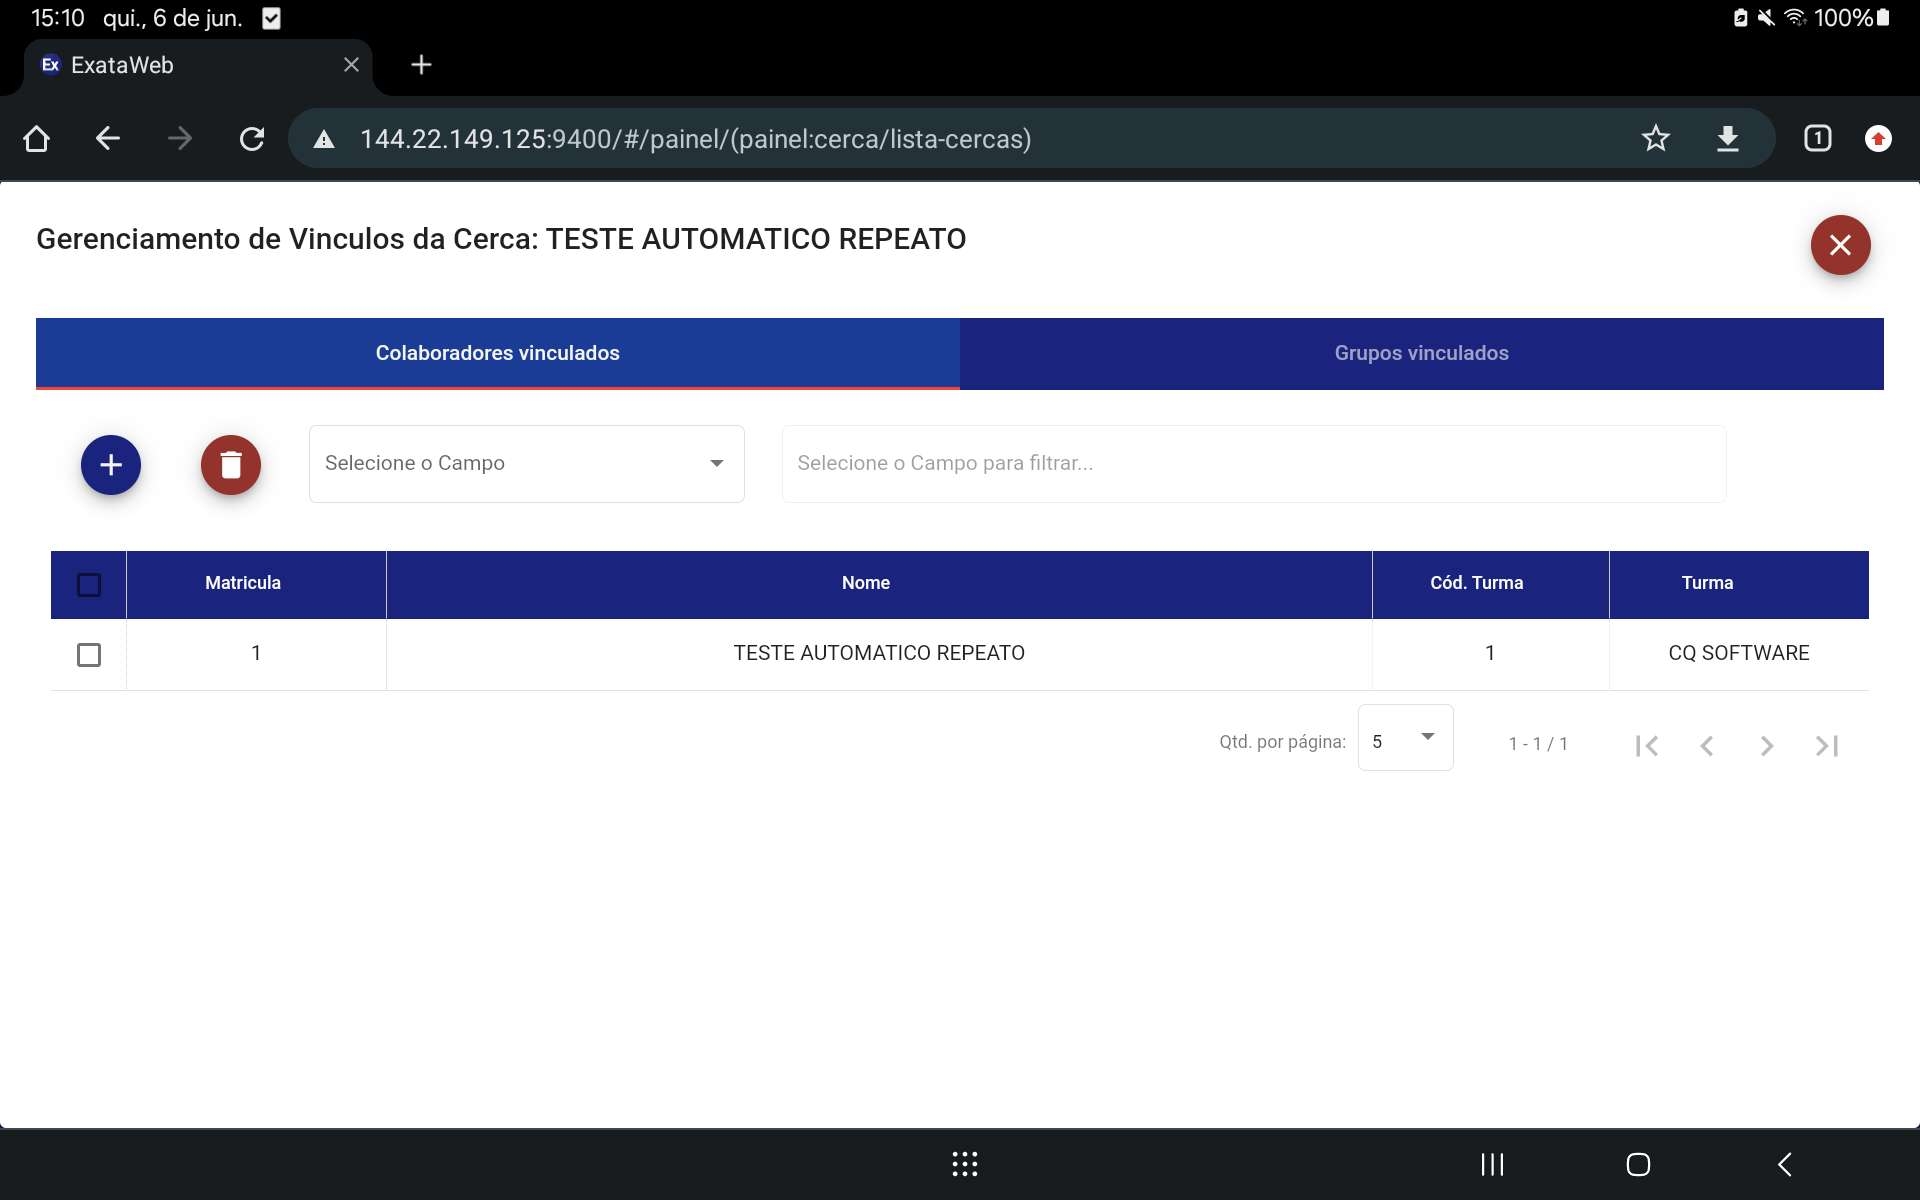 15:10 qui., 6 de jun.
100%
Ex ExataWeb
144.22.149.125:9400/#/painel/(painel:cerca/lista-cercas)
1
Gerenciamento de Vinculos da Cerca: TESTE AUTOMATICO REPEATO
Colaboradores vinculados
Grupos vinculados
Selecione o Campo
Selecione o Campo para filtrar...
Matricula Nome Cód. Turma Turma
1 TESTE AUTOMATICO REPEATO 1 CQ SOFTWARE
Qtd. por página: 5 1 - 1 / 1